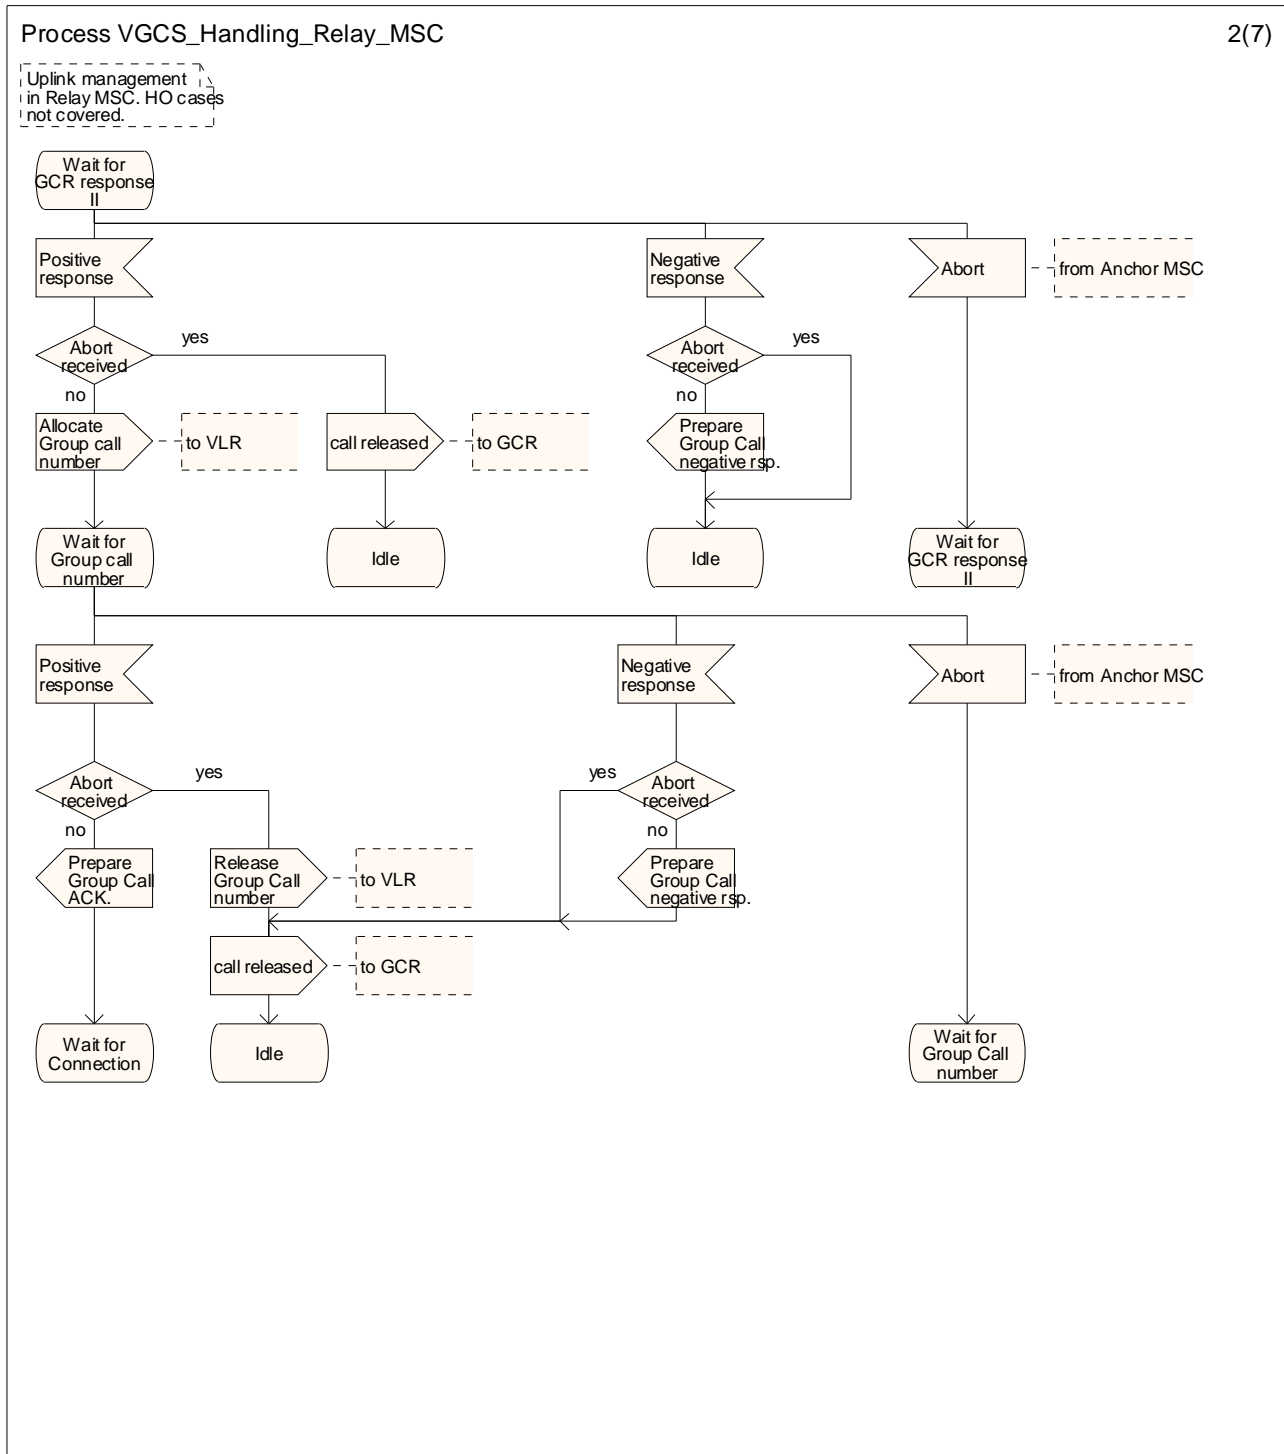 Process VGCS_Handling_Relay_MSC
2(7)
Uplink management
in Relay MSC. HO cases
not covered.
Wait for
GCR response
II
Positive
response
Negative
response
Abort
from Anchor MSC
Abort
received
yes
no
Abort
received
yes
no
Allocate
Group call
number
to VLR
call released
to GCR
Prepare
Group Call
negative rsp.
Wait for
Group call
number
Idle
Idle
Wait for
GCR response
II
Positive
response
Negative
response
Abort
from Anchor MSC
Abort
received
yes
no
yes
Abort
received
no
Prepare
Group Call
ACK.
Release
Group Call
number
to VLR
Prepare
Group Call
negative rsp.
call released
to GCR
Wait for
Connection
Idle
Wait for
Group Call
number